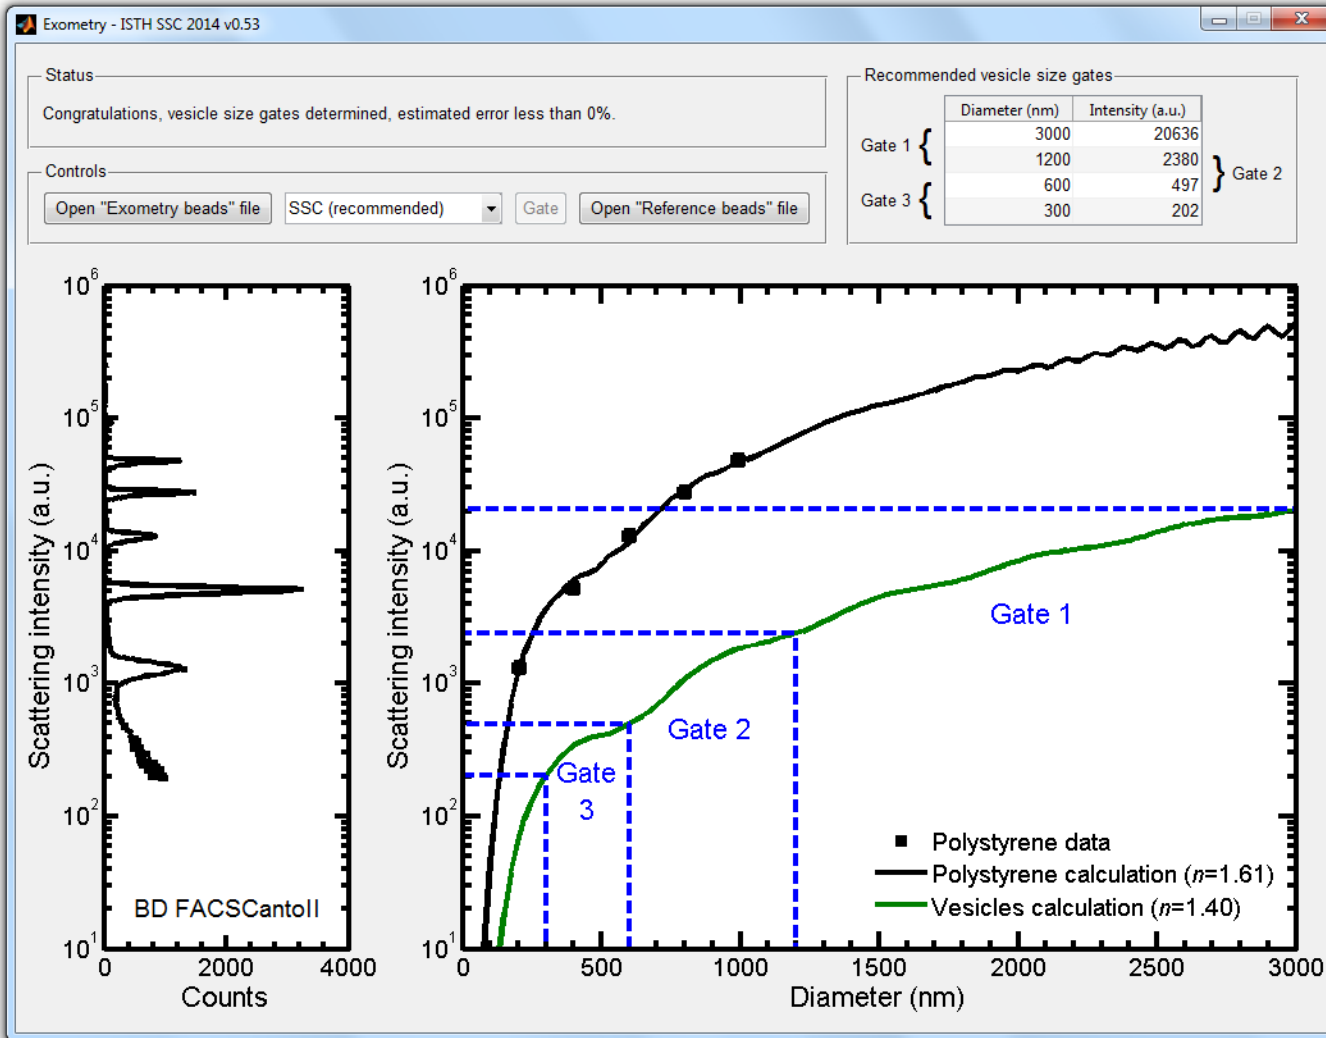 Exometry - ISTH SSC 2014 v0.53
Status
Congratulations, vesicle size gates determined, estimated error less than 0%.
Controls
Open "Exometry beads" file
SSC (recommended)
Gate
Open "Reference beads" file
Recommended vesicle size gates
Diameter (nm) Intensity (a.u.)
3000 20636
1200 2380
600 497
300 202
Gate 1 {
Gate 3 {
} Gate 2
Scattering intensity (a.u.)
10^6
10^5
10^4
10^3
10^2
10^1
BD FACSCantoII
0 2000 4000
Counts
Scattering intensity (a.u.)
10^6
10^5
10^4
10^3
10^2
10^1
Gate 1
Gate 2
Gate
3
Polystyrene data
Polystyrene calculation (n=1.61)
Vesicles calculation (n=1.40)
0 500 1000 1500 2000 2500 3000
Diameter (nm)